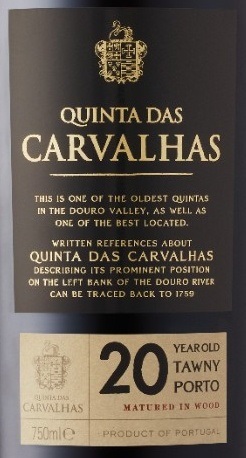 QUINTA DAS
CARVALHAS
THIS IS ONE OF THE OLDEST QUINTAS
IN THE DOURO VALLEY, AS WELL AS
ONE OF THE BEST LOCATED.
WRITTEN REFERENCES ABOUT
QUINTA DAS CARVALHAS
DESCRIBING ITS PROMINENT POSITION
ON THE LEFT BANK OF THE DOURO RIVER
CAN BE TRACED BACK TO 1759
QUINTA DAS
CARVALHAS
750ml℮
20 YEAR OLD
TAWNY
PORTO
MATURED IN WOOD
PRODUCT OF PORTUGAL